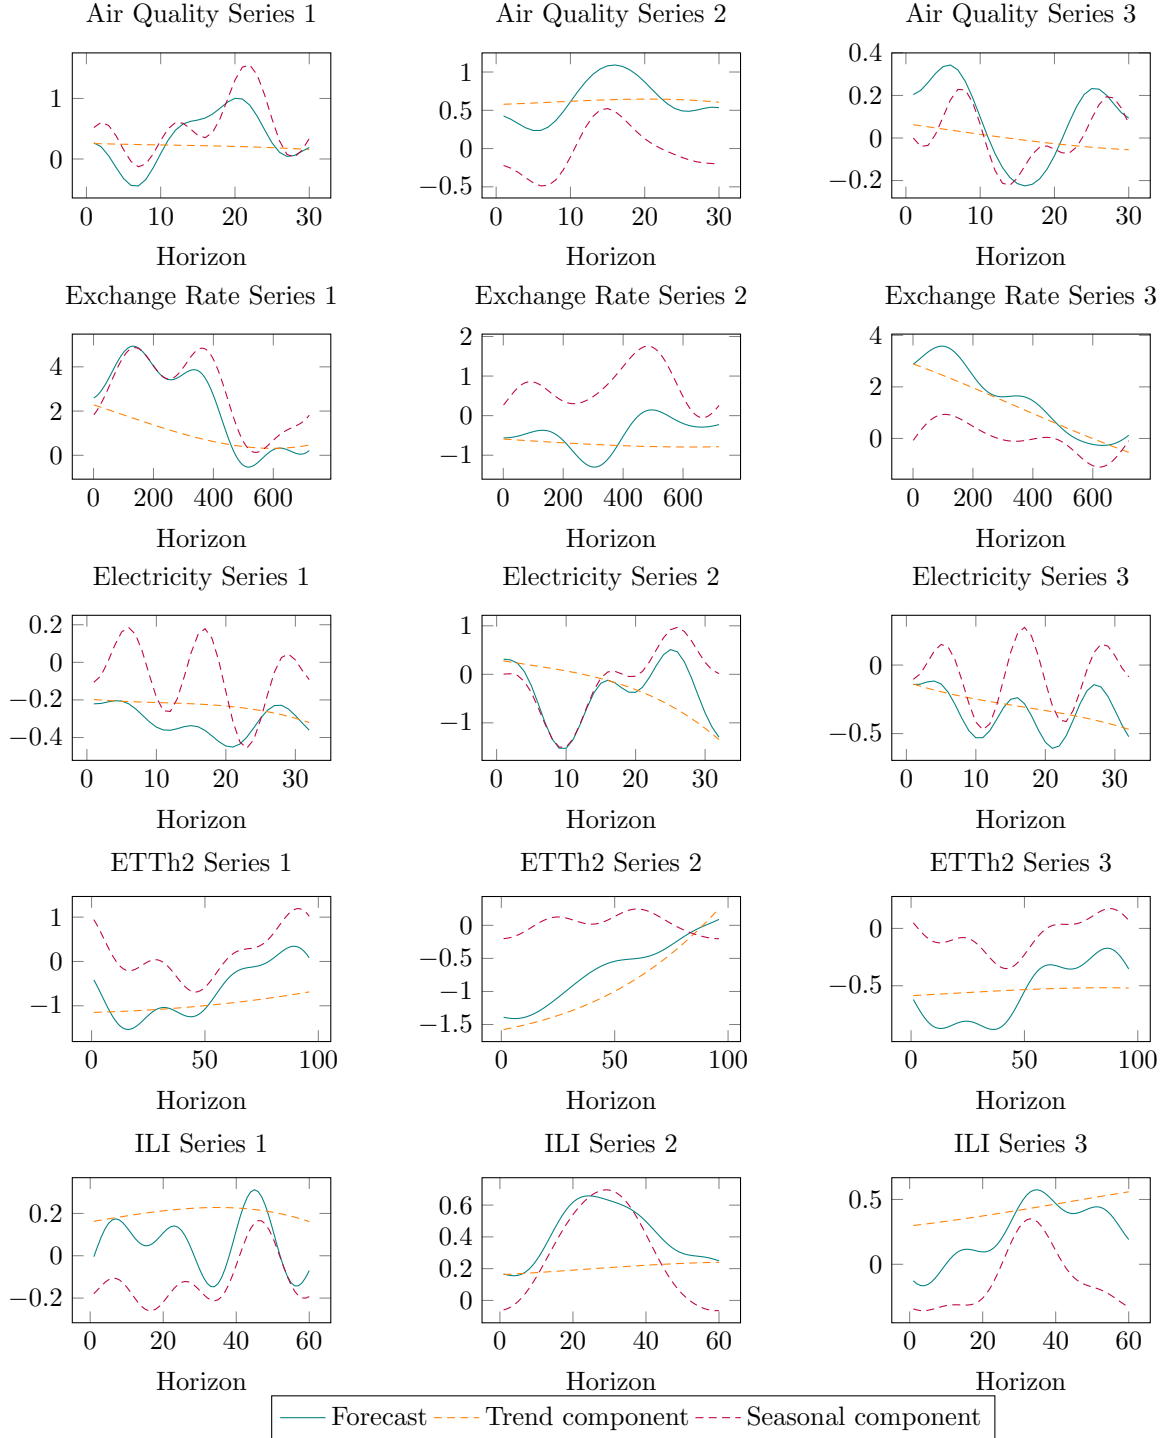 Air Quality Series 1
Air Quality Series 2
Air Quality Series 3
1
0
0 10 20 30
Horizon
1
0.5
0
−0.5
0 10 20 30
Horizon
0.4
0.2
0
−0.2
0 10 20 30
Horizon
Exchange Rate Series 1
Exchange Rate Series 2
Exchange Rate Series 3
4
2
0
0 200 400 600
Horizon
2
1
0
−1
0 200 400 600
Horizon
4
2
0
0 200 400 600
Horizon
Electricity Series 1
Electricity Series 2
Electricity Series 3
0.2
0
−0.2
−0.4
0 10 20 30
Horizon
1
0
−1
0 10 20 30
Horizon
0
−0.5
0 10 20 30
Horizon
ETTh2 Series 1
ETTh2 Series 2
ETTh2 Series 3
1
0
−1
0 50 100
Horizon
0
−0.5
−1
−1.5
0 50 100
Horizon
0
−0.5
0 50 100
Horizon
ILI Series 1
ILI Series 2
ILI Series 3
0.2
0
−0.2
0 20 40 60
Horizon
0.6
0.4
0.2
0
0 20 40 60
Horizon
0.5
0
0 20 40 60
Horizon
Forecast Trend component Seasonal component